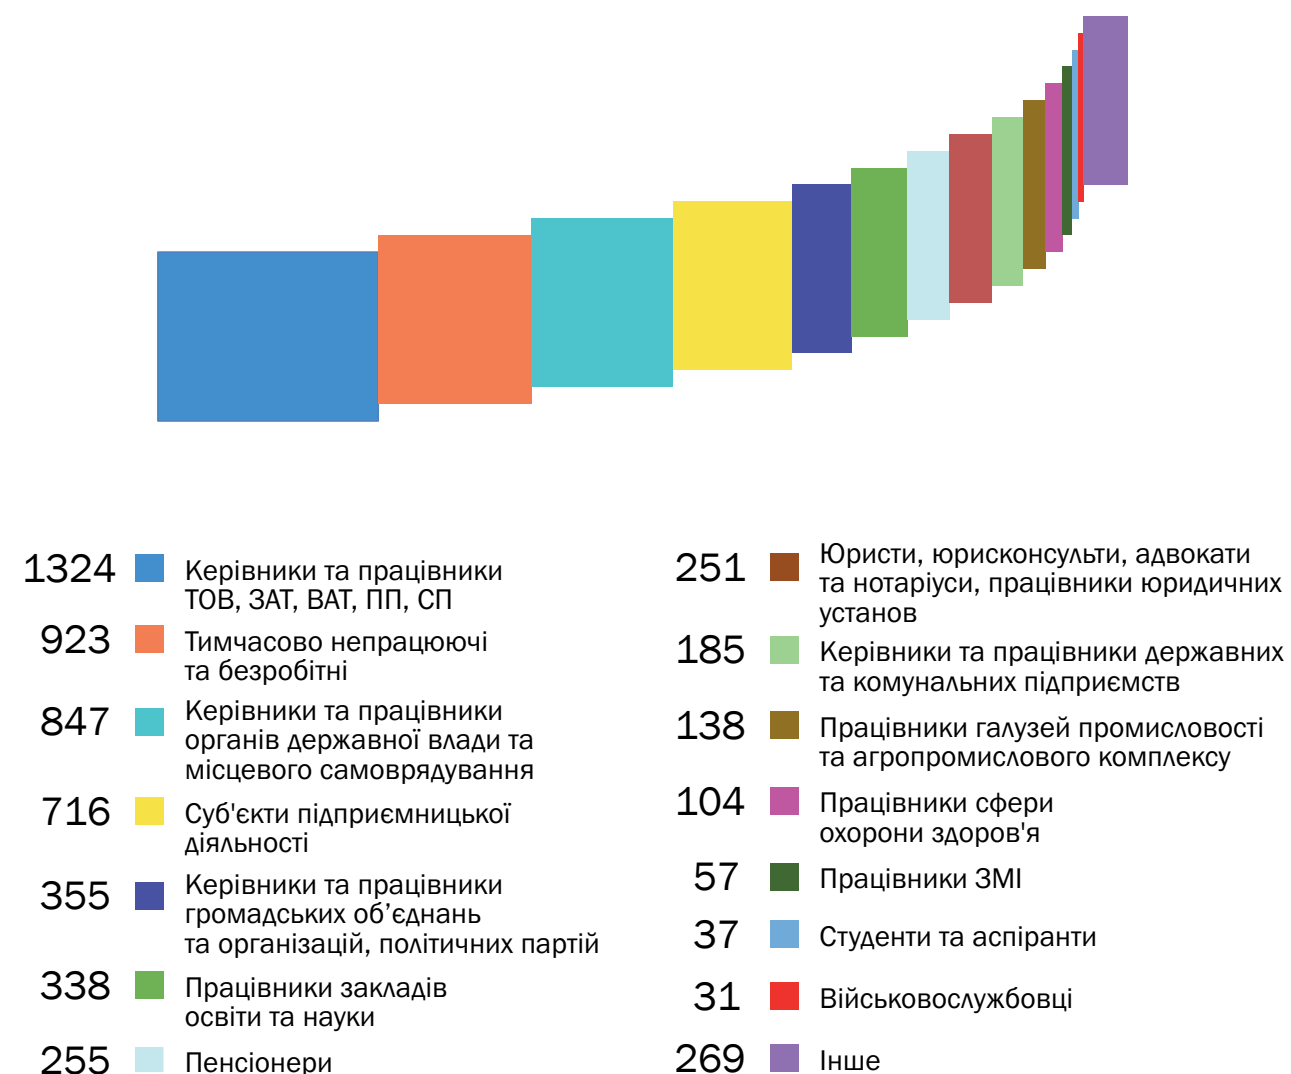 1324
Керівники та працівники
ТОВ, ЗАТ, ВАТ, ПП, СП
923
Тимчасово непрацюючі
та безробітні
847
Керівники та працівники
органів державної влади та
місцевого самоврядування
716
Суб'єкти підприємницької
діяльності
355
Керівники та працівники
громадських об’єднань
та організацій, політичних партій
338
Працівники закладів
освіти та науки
255
Пенсіонери
251
Юристи, юрисконсульти, адвокати
та нотаріуси, працівники юридичних
установ
185
Керівники та працівники державних
та комунальних підприємств
138
Працівники галузей промисловості
та агропромислового комплексу
104
Працівники сфери
охорони здоров'я
57
Працівники ЗМІ
37
Студенти та аспіранти
31
Військовослужбовці
269
Інше